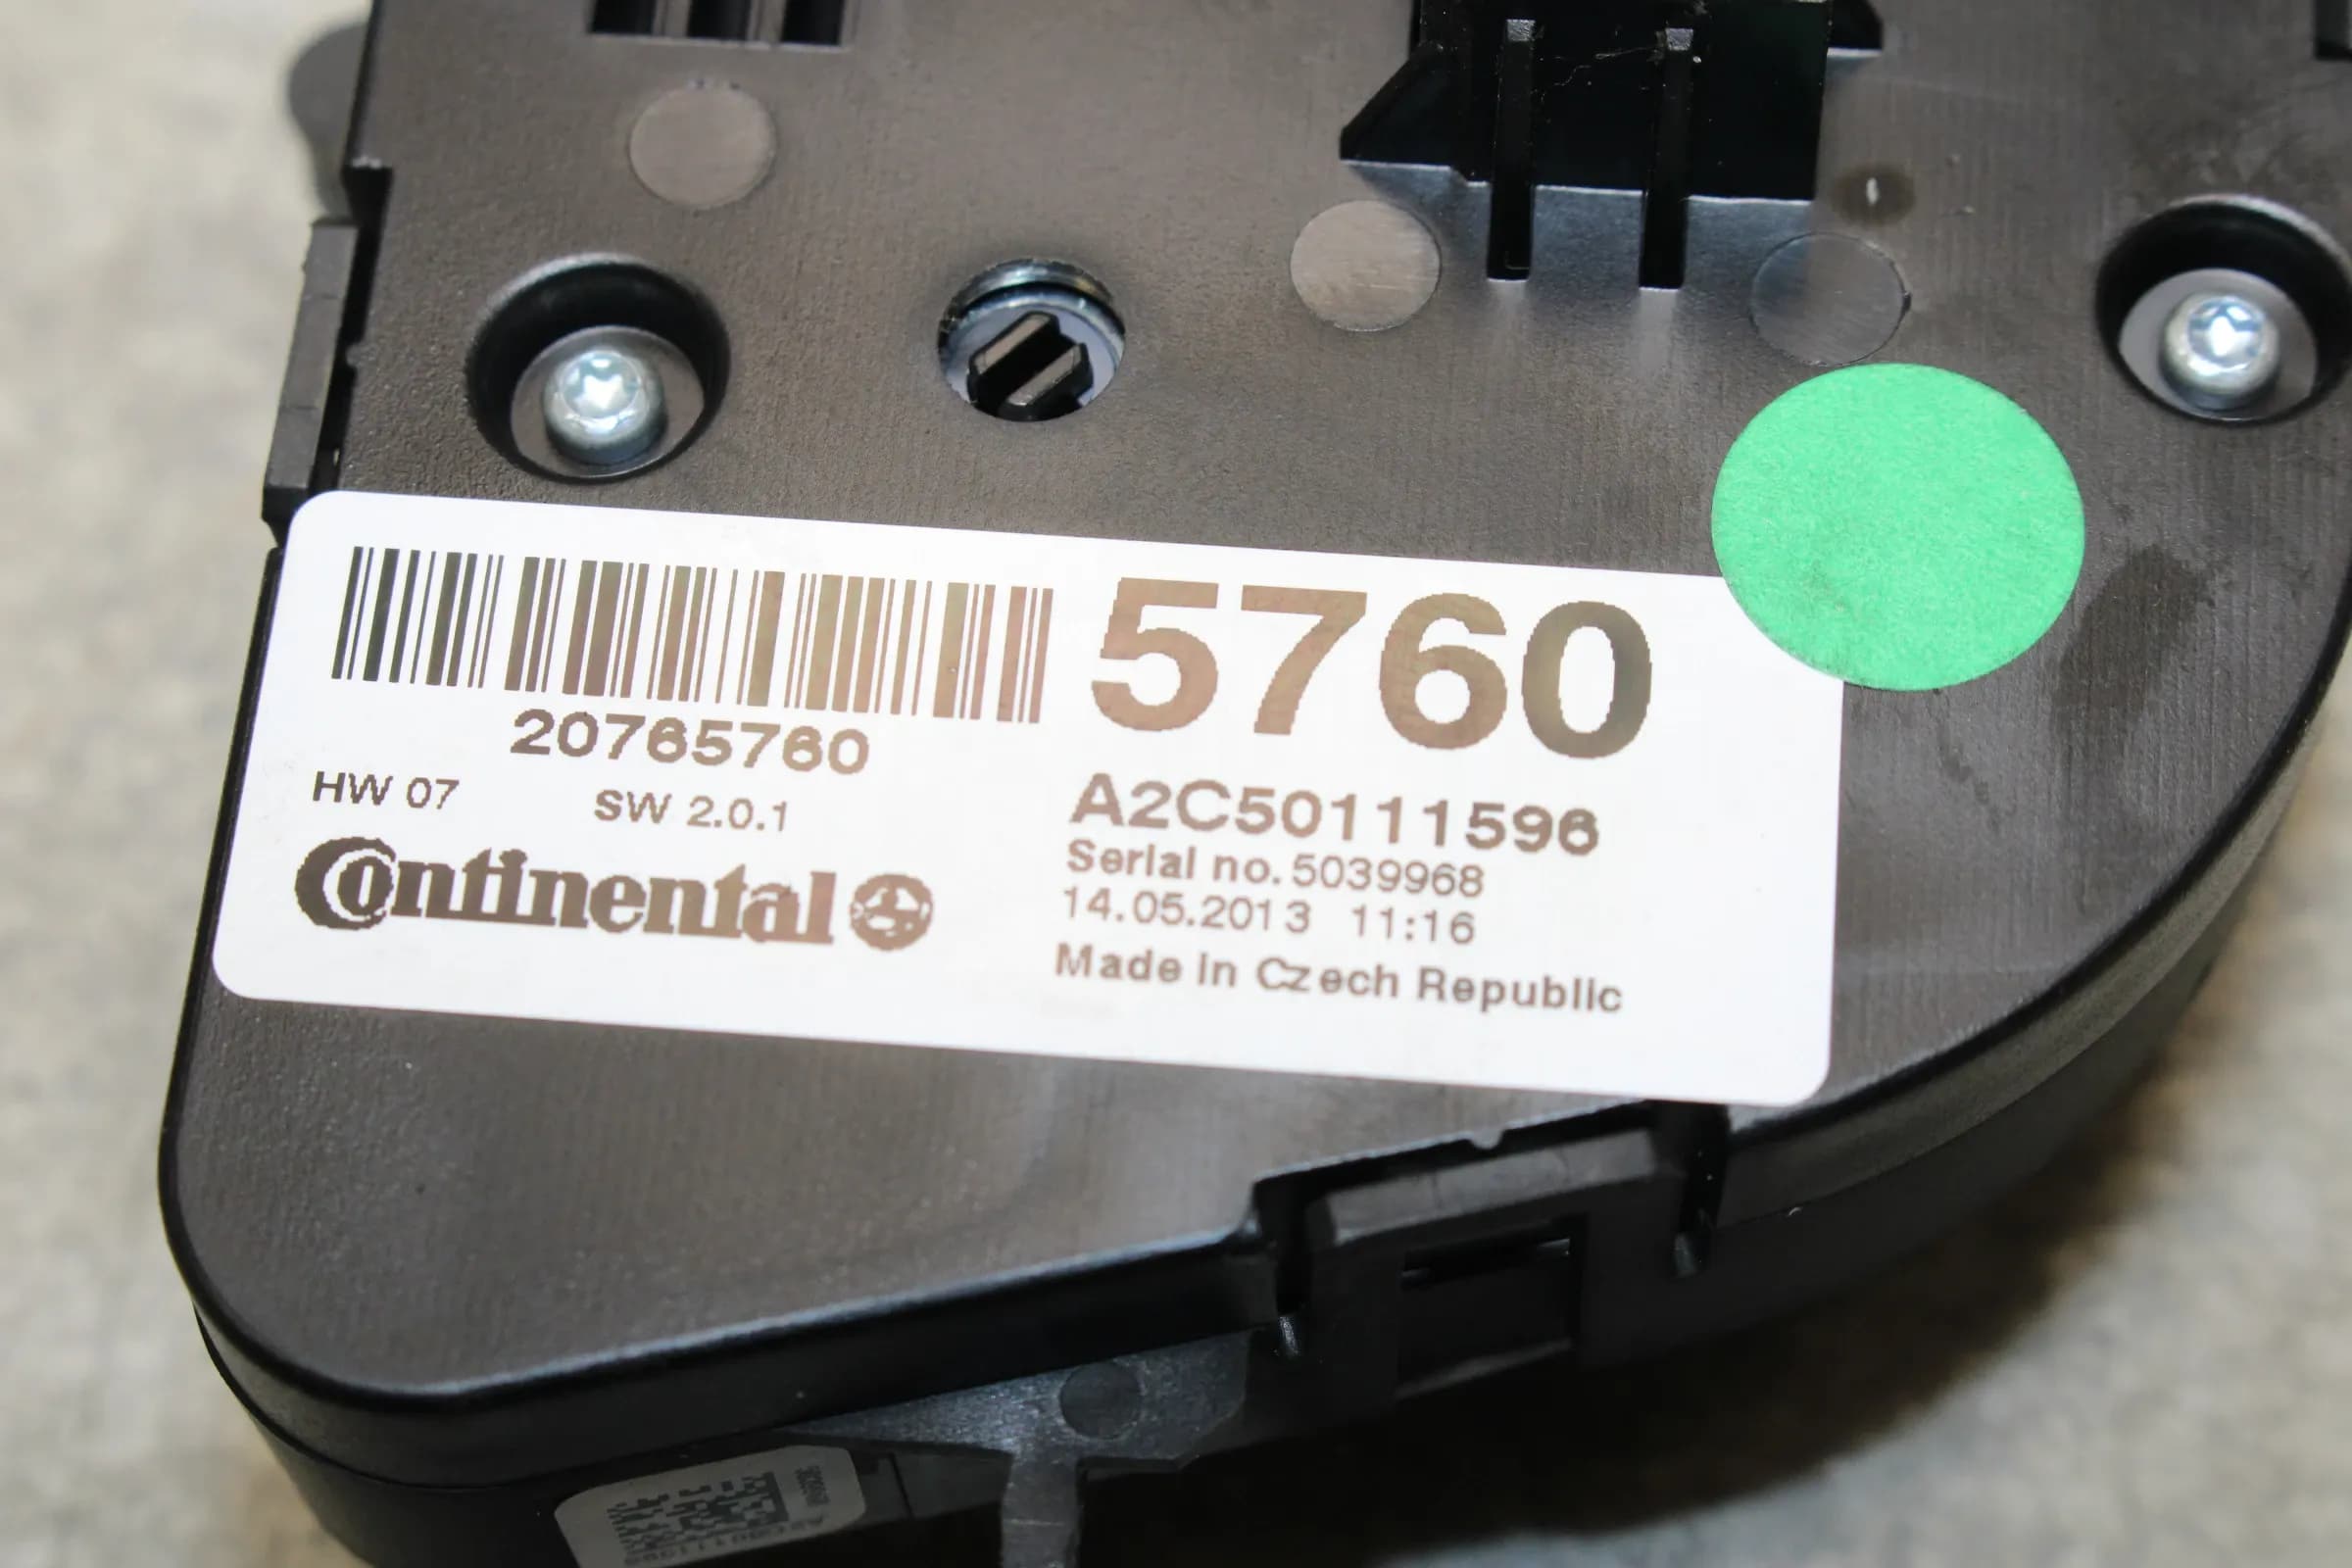 5760
20765760
HW 07 SW 2.0.1
Continental
A2C50111596
Serial no. 5039968
14.05.2013 11:16
Made in Czech Republic